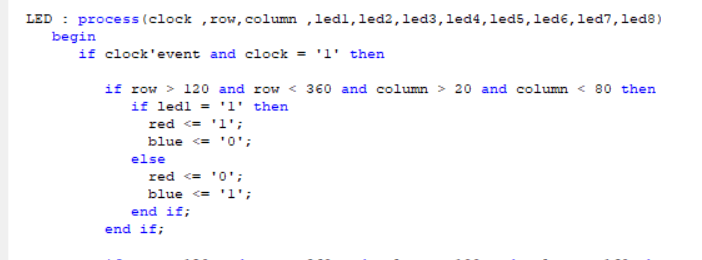 LED : process(clock ,row,column ,led1,led2,led3,led4,led5,led6,led7,led8)
begin
if clock'event and clock = '1' then
if row > 120 and row < 360 and column > 20 and column < 80 then
if led1 = '1' then
red <= '1';
blue <= '0';
else
red <= '0';
blue <= '1';
end if;
end if;